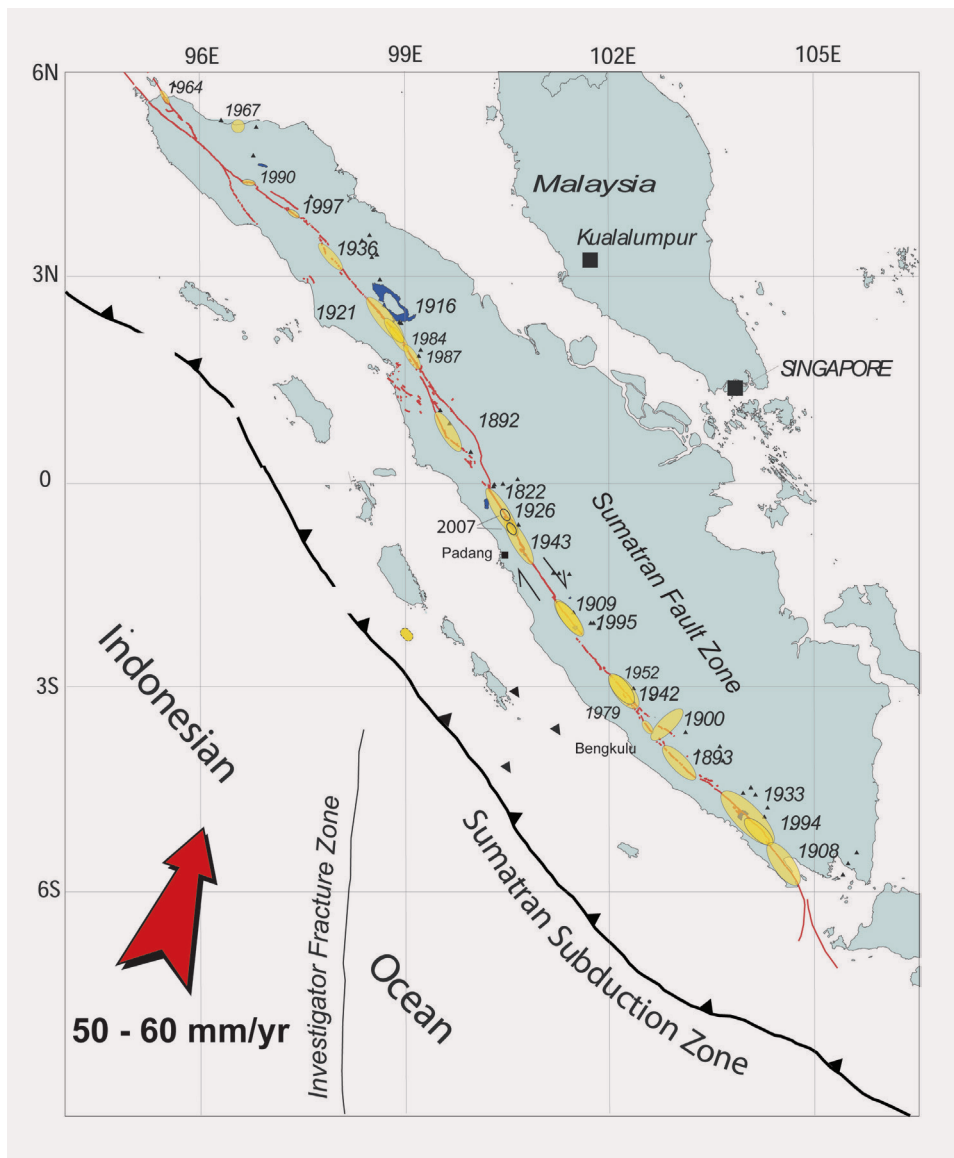 96E
99E
102E
105E
6N
1964
1967
1990
1997
Malaysia
Kualalumpur
1936
3N
1921
1916
1984
1987
SINGAPORE
1892
0
1822
1926
2007
1943
Padang
Sumatran Fault Zone
1909
1995
3S
1952
1942
1979
1900
Bengkulu
1893
Indonesian
1933
1994
1908
6S
Sumatran Subduction Zone
Investigator Fracture Zone
Ocean
50 - 60 mm/yr